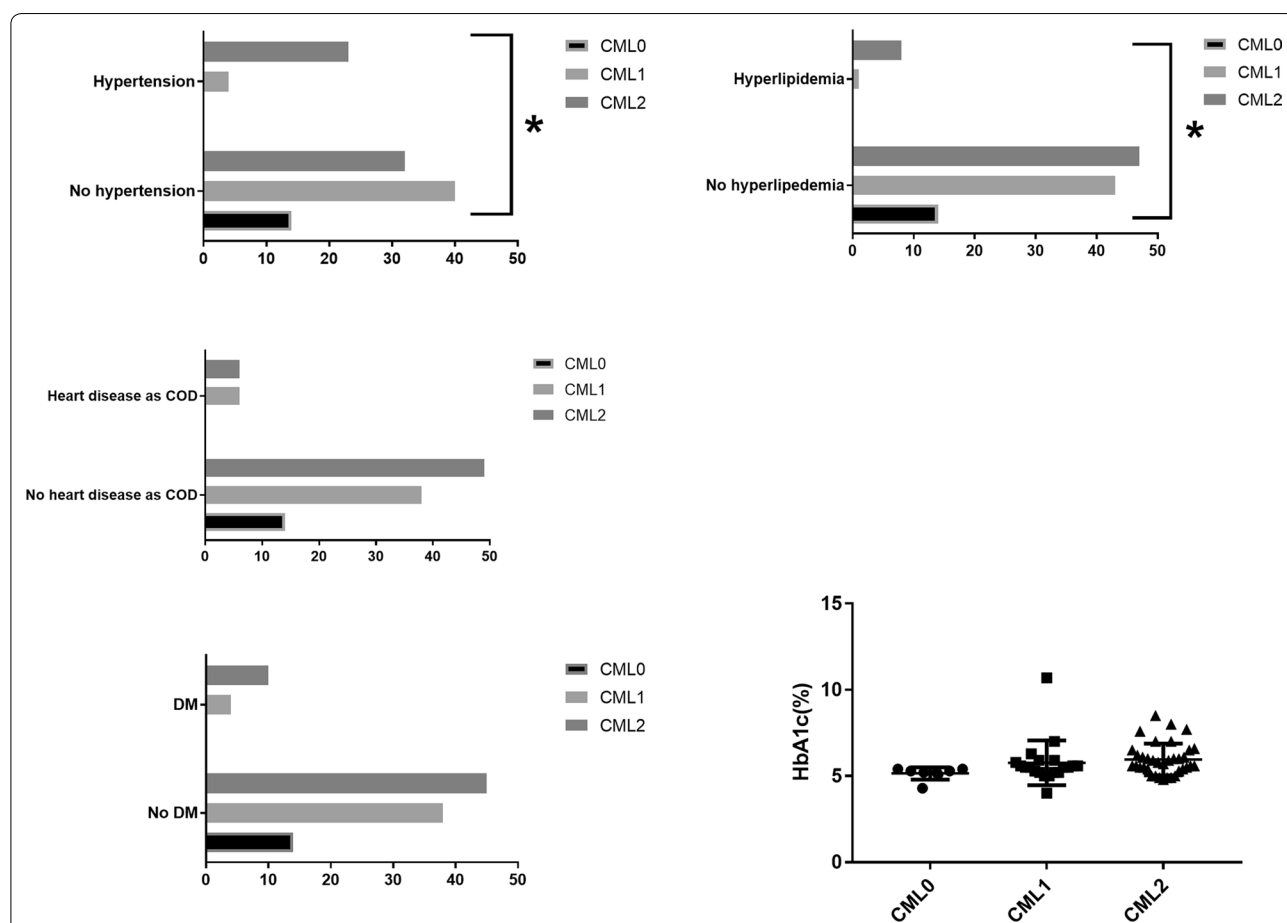 Hypertension
No hypertension
*
CML0
CML1
CML2
0 10 20 30 40 50
Hyperlipidemia
No hyperlipedemia
*
CML0
CML1
CML2
0 10 20 30 40 50
Heart disease as COD
No heart disease as COD
CML0
CML1
CML2
0 10 20 30 40 50
DM
No DM
CML0
CML1
CML2
0 10 20 30 40 50
HbA1c(%)
15
10
5
0
CML0 CML1 CML2